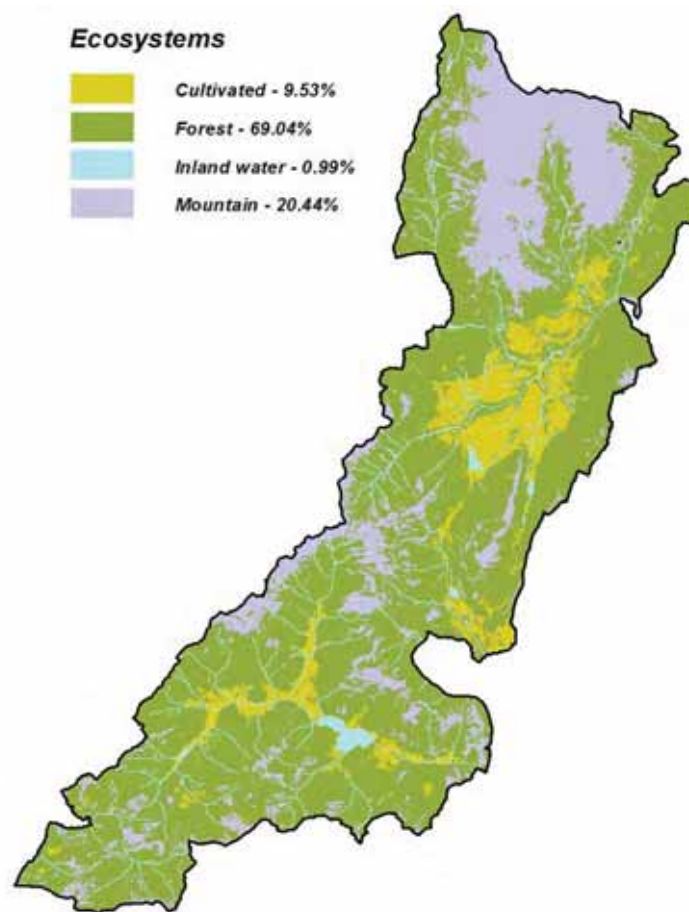 Ecosystems
Cultivated - 9.53%
Forest - 69.04%
Inland water - 0.99%
Mountain - 20.44%